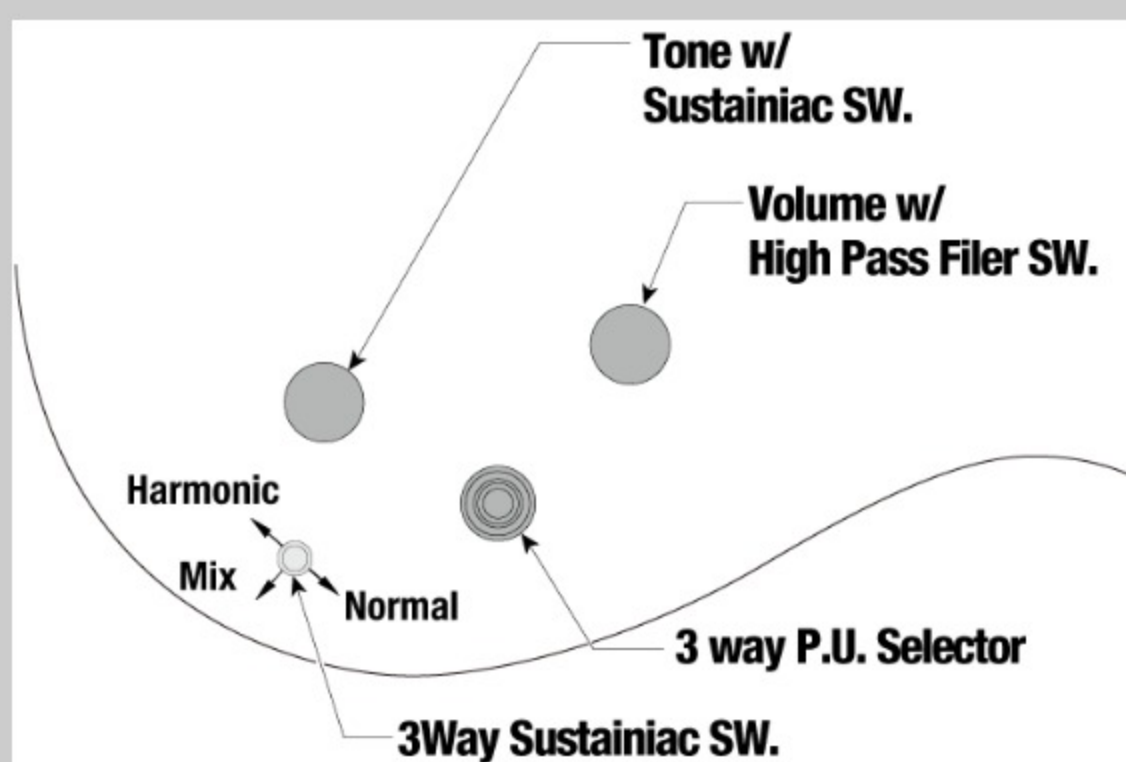 Tone w/
Sustainiac SW.
Volume w/
High Pass Filer SW.
Harmonic
Mix
Normal
3 way P.U. Selector
3Way Sustainiac SW.